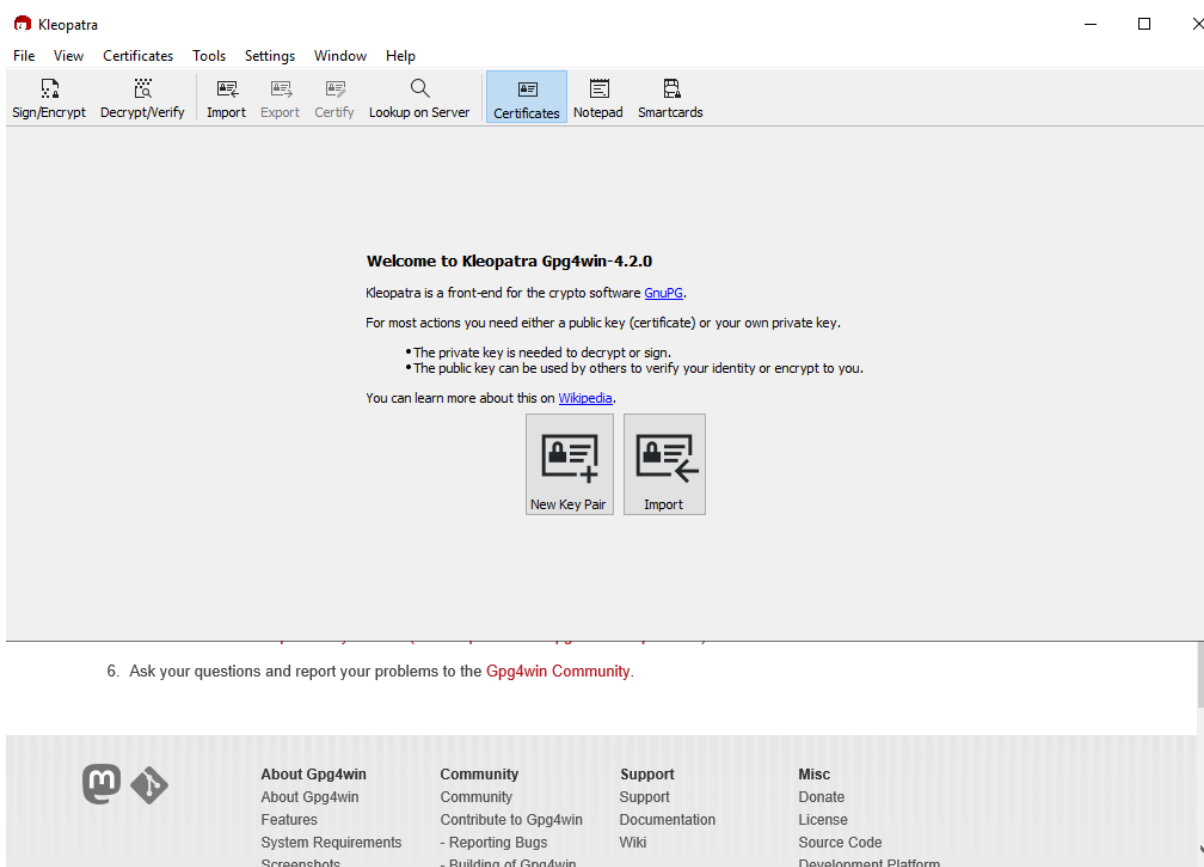 Kleopatra
File View Certificates Tools Settings Window Help
Sign/Encrypt Decrypt/Verify Import Export Certify Lookup on Server Certificates Notepad Smartcards
Welcome to Kleopatra Gpg4win-4.2.0
Kleopatra is a front-end for the crypto software GnuPG.
For most actions you need either a public key (certificate) or your own private key.
•The private key is needed to decrypt or sign.
•The public key can be used by others to verify your identity or encrypt to you.
You can learn more about this on Wikipedia.
New Key Pair Import
6. Ask your questions and report your problems to the Gpg4win Community.
About Gpg4win Community Support Misc
About Gpg4win Community Support Donate
Features Contribute to Gpg4win Documentation License
System Requirements - Reporting Bugs Wiki Source Code
Screenshots - Building of Gpg4win Development Platform